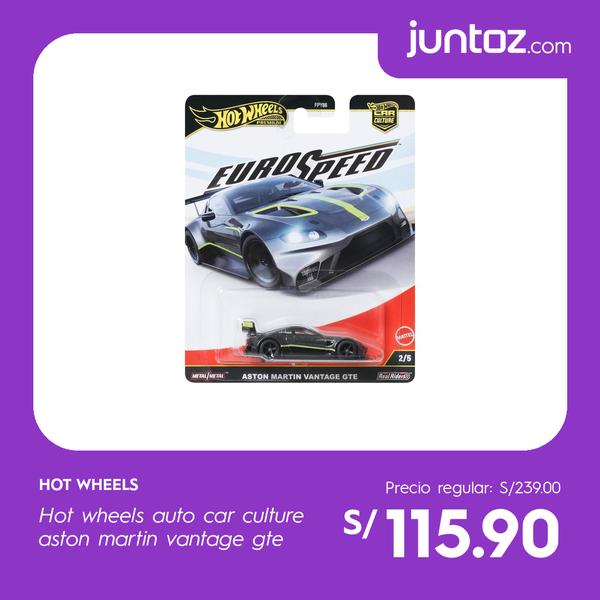 juntoz.com
Hot Wheels
PREMIUM
FPY86
CAR
CULTURE
EUROSPEED
MATTEL
2/5
METAL/METAL™
ASTON MARTIN VANTAGE GTE
Real Riders
HOT WHEELS
Hot wheels auto car culture
aston martin vantage gte
Precio regular: S/239.00
S/115.90